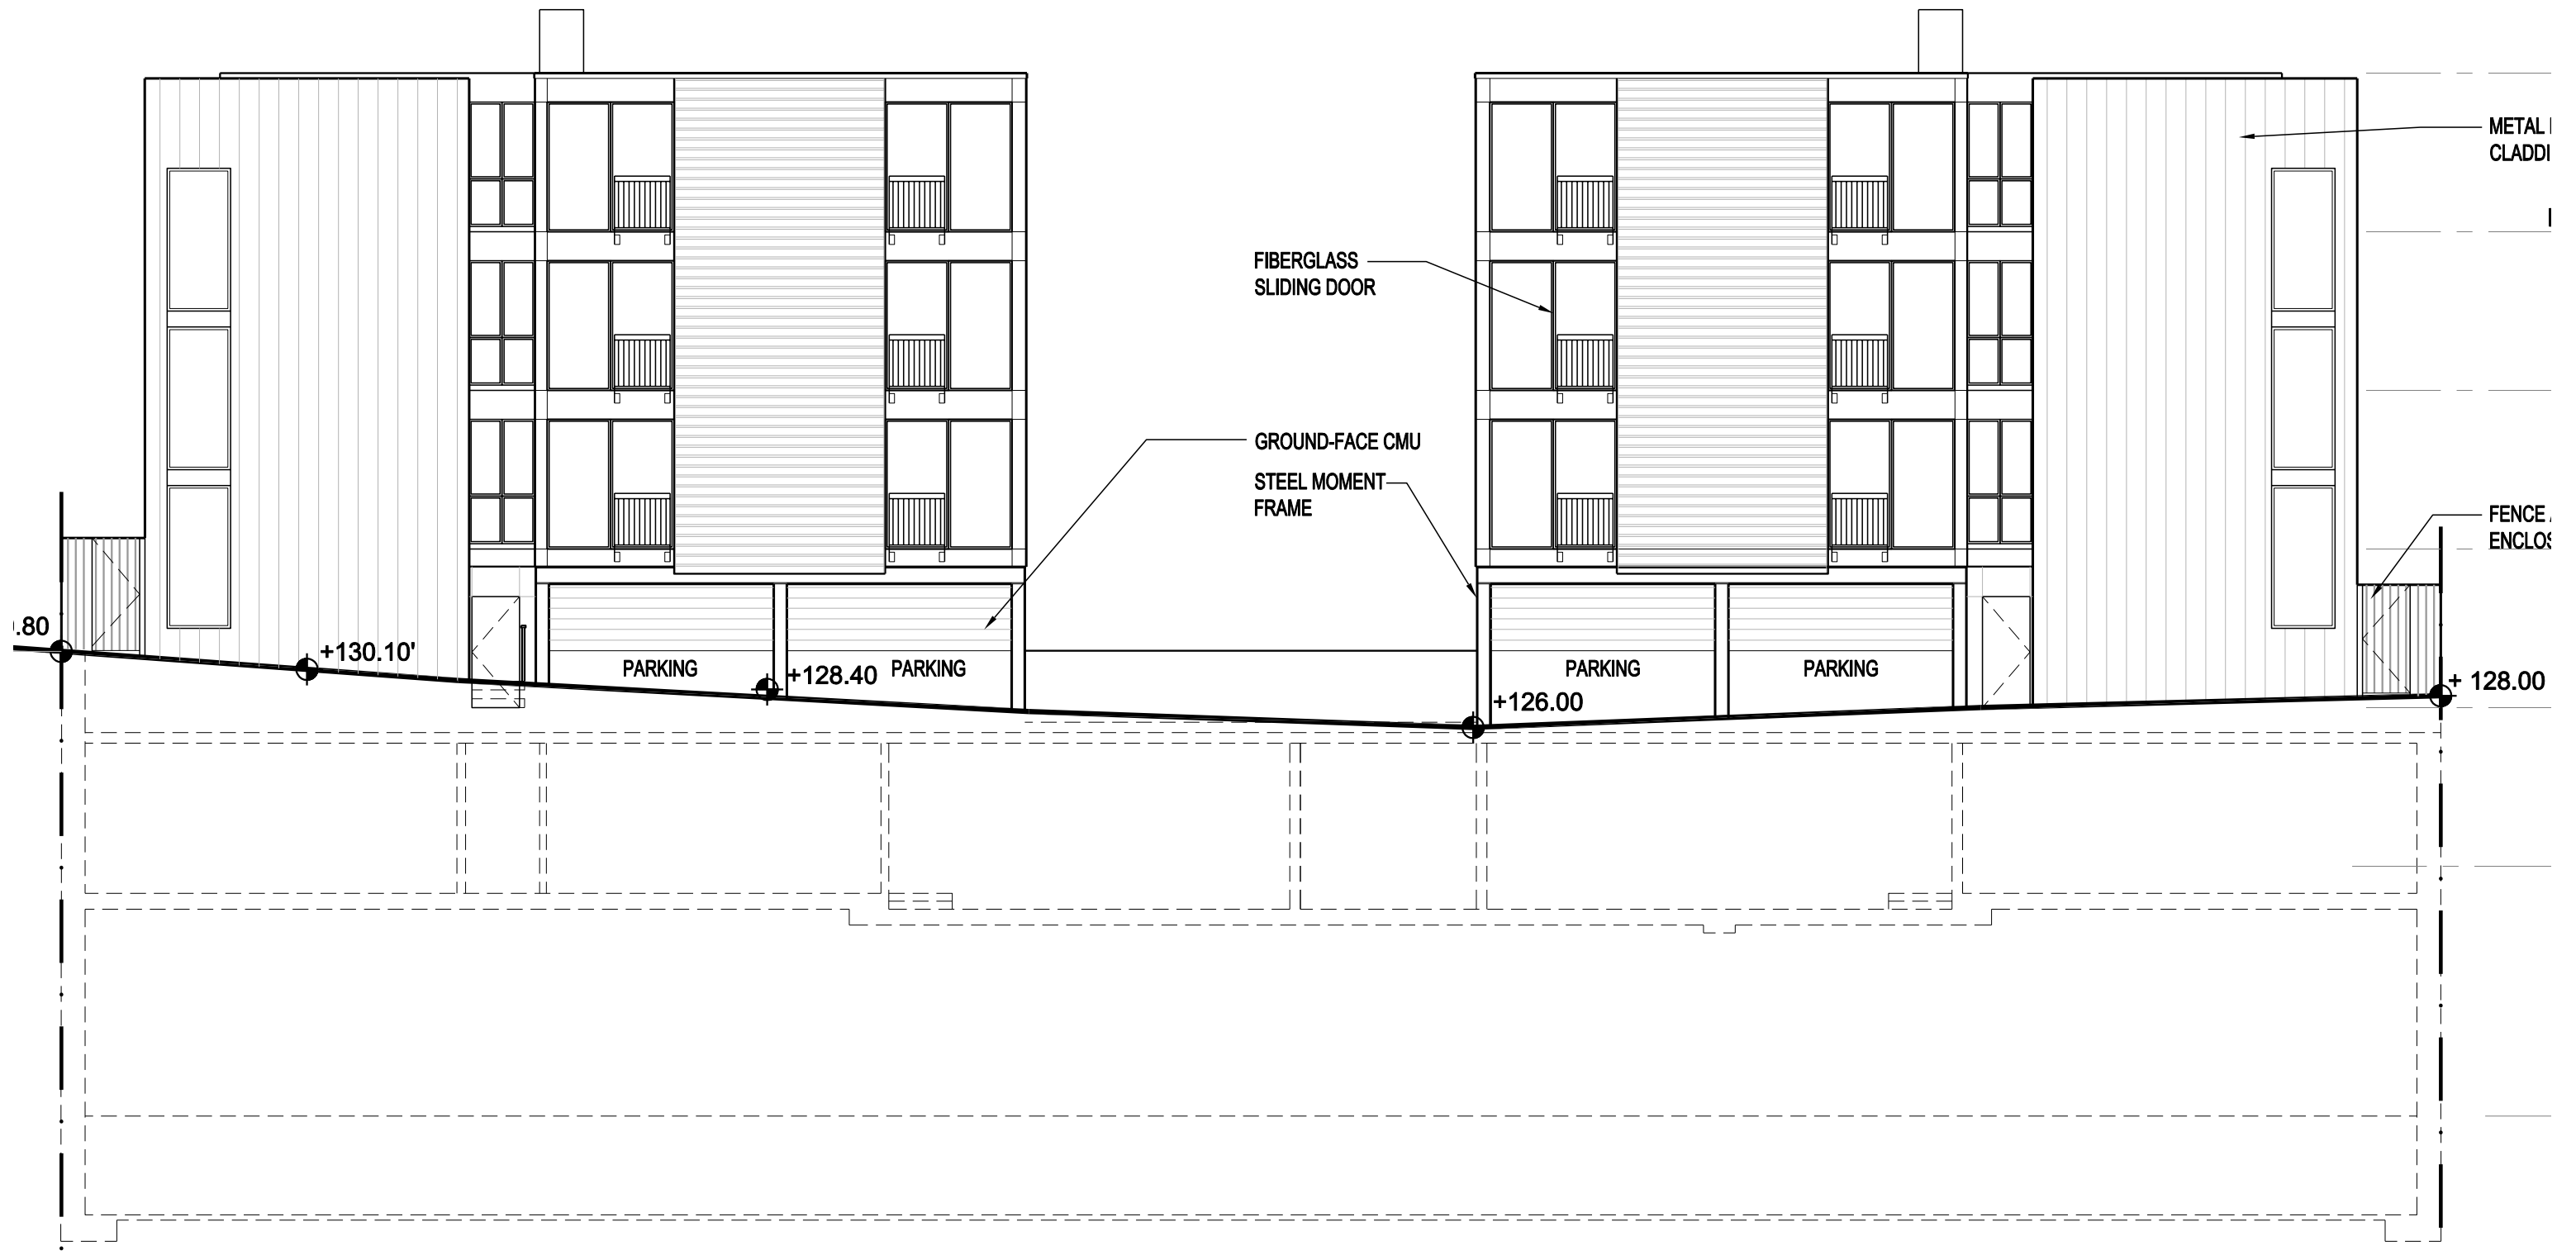 METAL
CLADDI
FIBERGLASS
SLIDING DOOR
GROUND-FACE CMU
STEEL MOMENT
FRAME
FENCE
ENCLOS
.80
+130.10'
+128.40
PARKING
PARKING
PARKING
PARKING
+126.00
+ 128.00